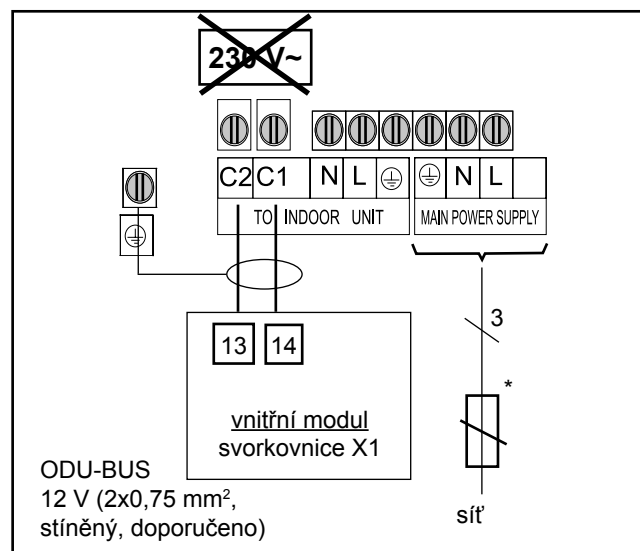 230 V~
C2 C1 N L N L
TO INDOOR UNIT MAIN POWER SUPPLY
3
13 14
*
vnitřní modul
svorkovnice X1
ODU-BUS
12 V (2x0,75 mm²,
stíněný, doporučeno)
síť